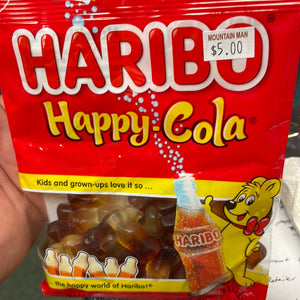 MOUNTAIN MAN
$5.00
HARIBO
Happy-Cola®
Kids and grown-ups love it so ...
HARIBO
The happy world of Haribo!®